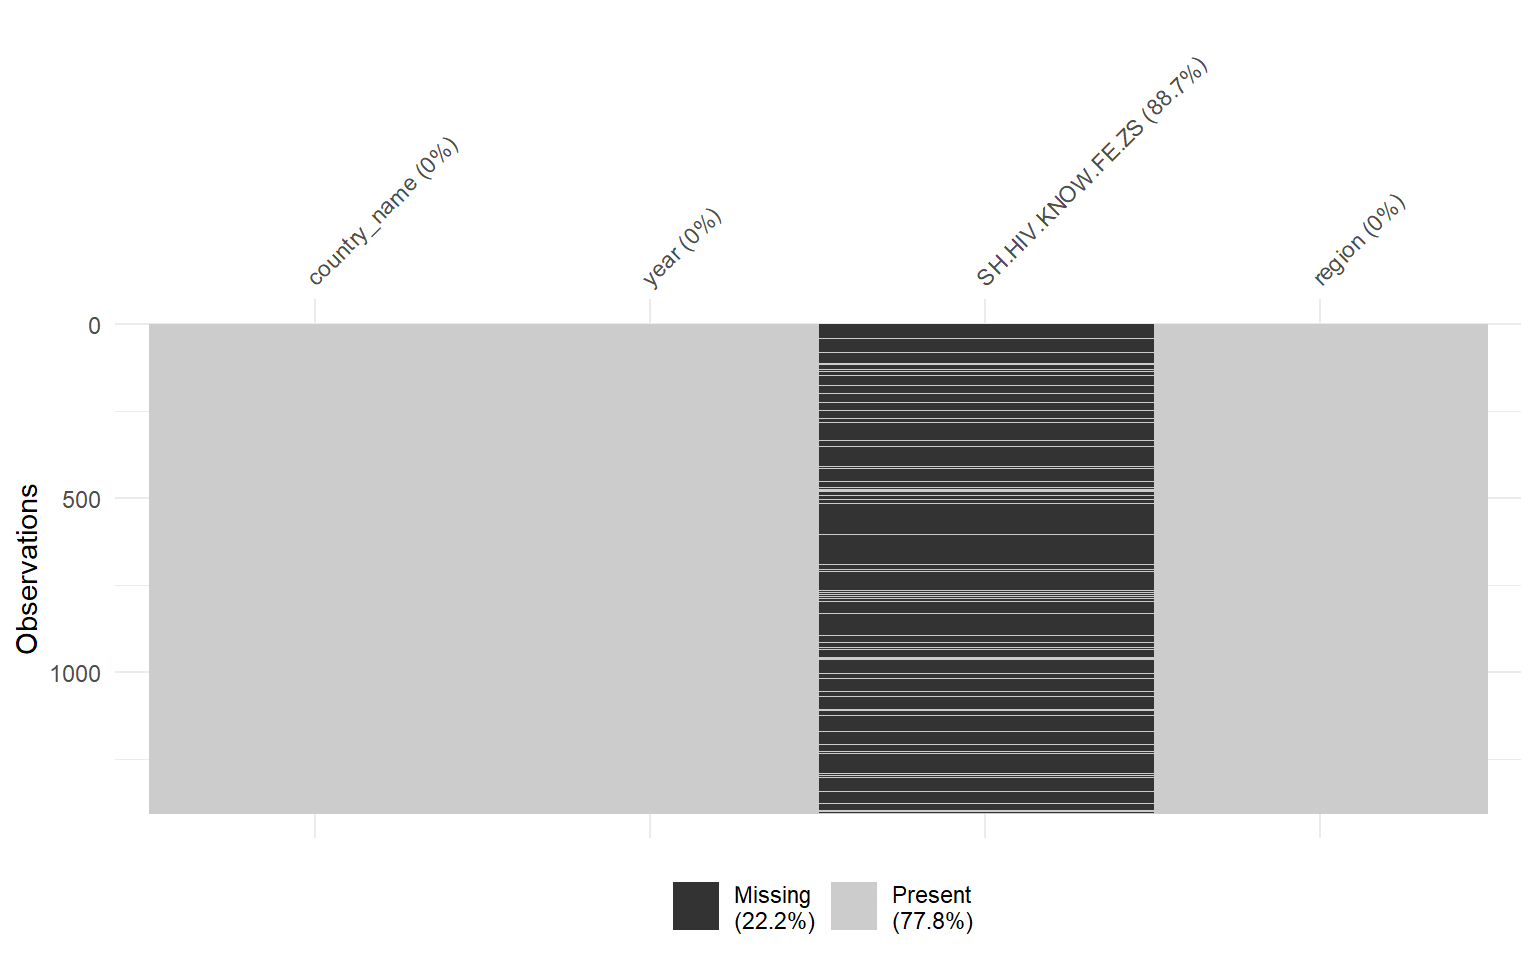 country_name (0%)
year (0%)
SH.HIV.KNOW.FE.ZS (88.7%)
region (0%)
0
500
1000
Observations
Missing
(22.2%)
Present
(77.8%)